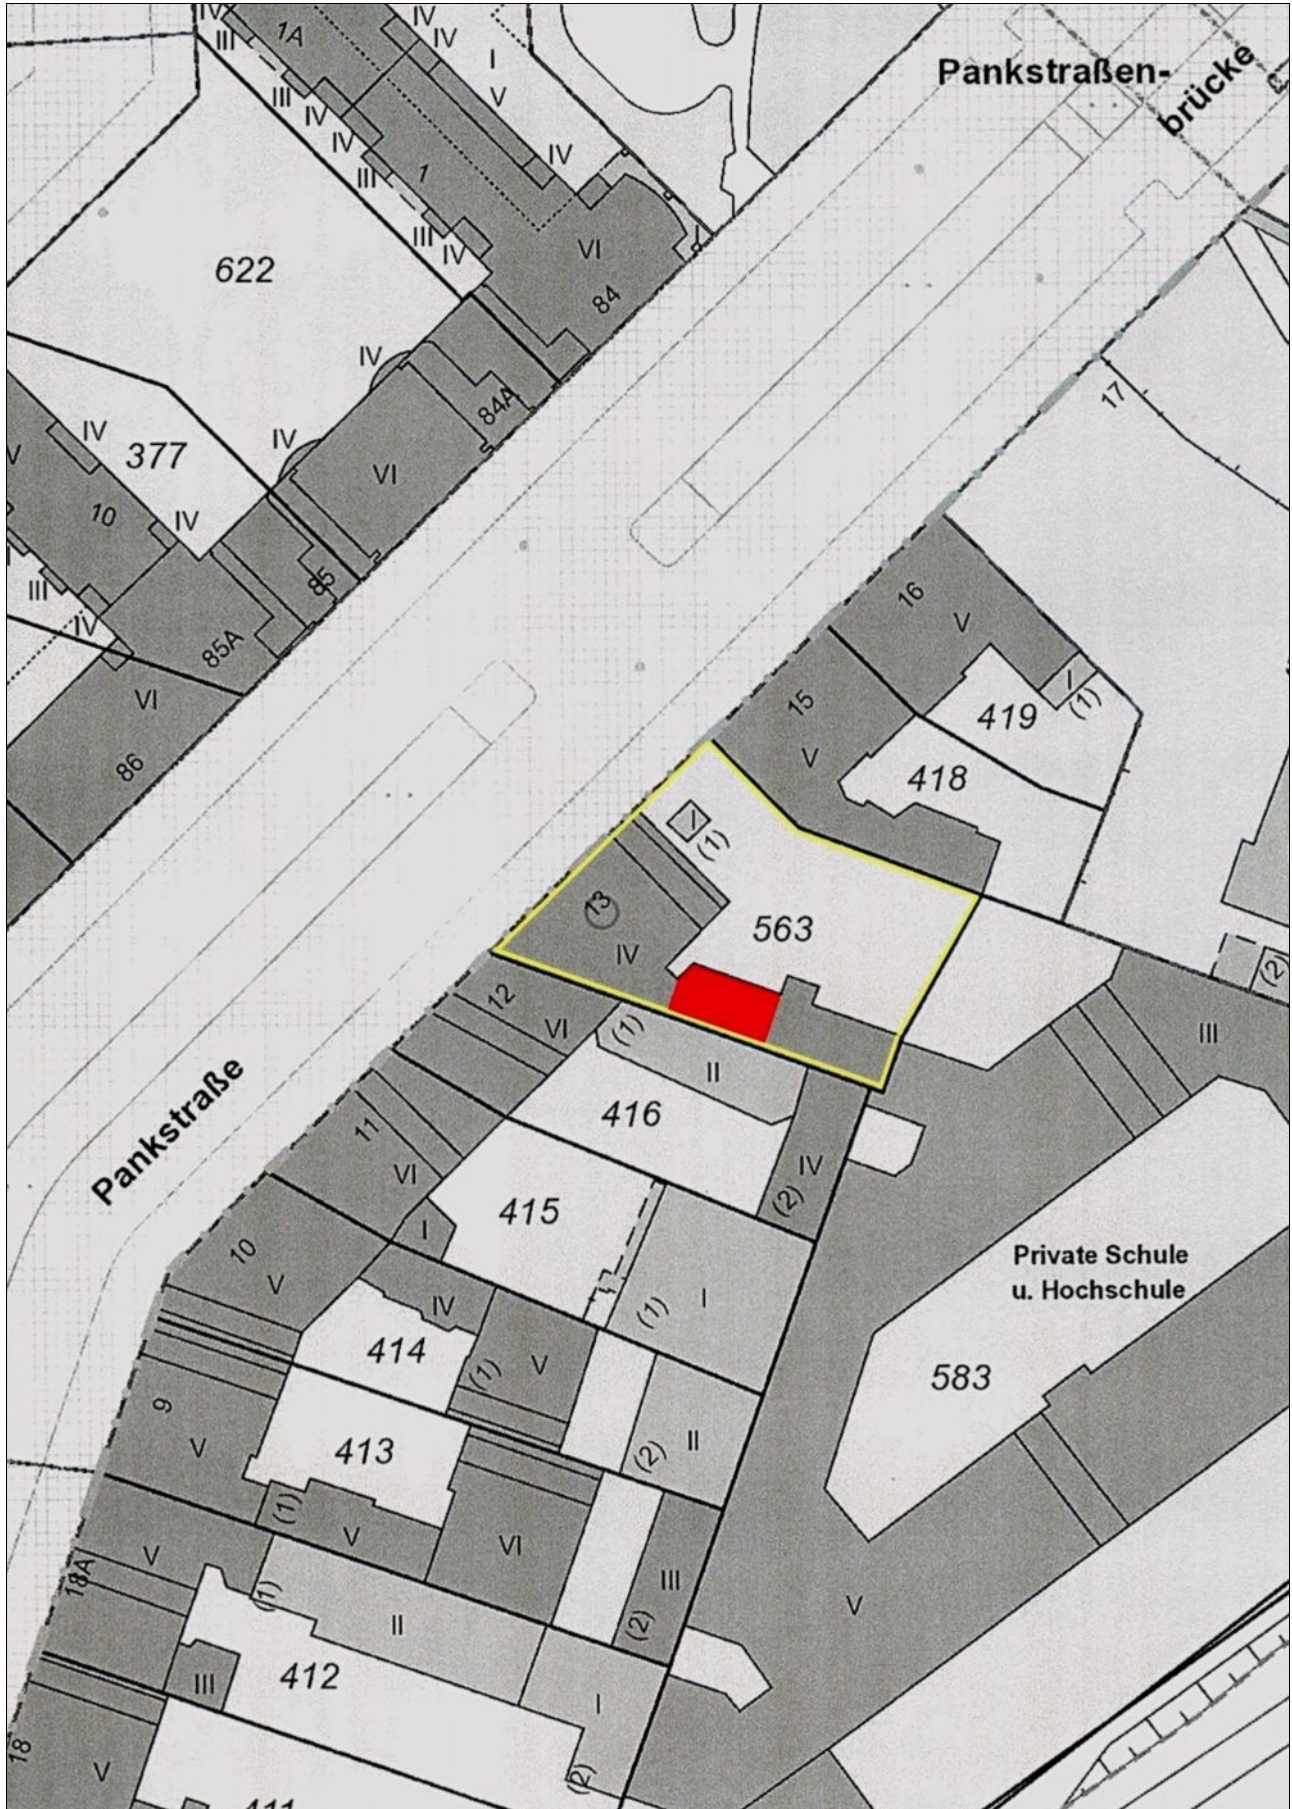 IV
1A
IV
IV
I
III
Pankstraßen-
brücke
III
V
IV
IV
IV
III
1
III
IV
VI
622
84
IV
84A
17
IV
IV
377
VI
V
10
IV
85
16
III
V
IV
85A
I
(1)
VI
15
419
V
418
86
I
(1)
13
563
IV
(2)
12
VI
(1)
III
II
Pankstraße
416
11
VI
IV
(2)
415
I
10
V
Private Schule
u. Hochschule
IV
(1)
I
414
(1)
V
583
9
V
413
(2)
II
(1)
V
VI
V
18A
(1)
II
III
(2)
V
III
412
I
18
V
(2)
411